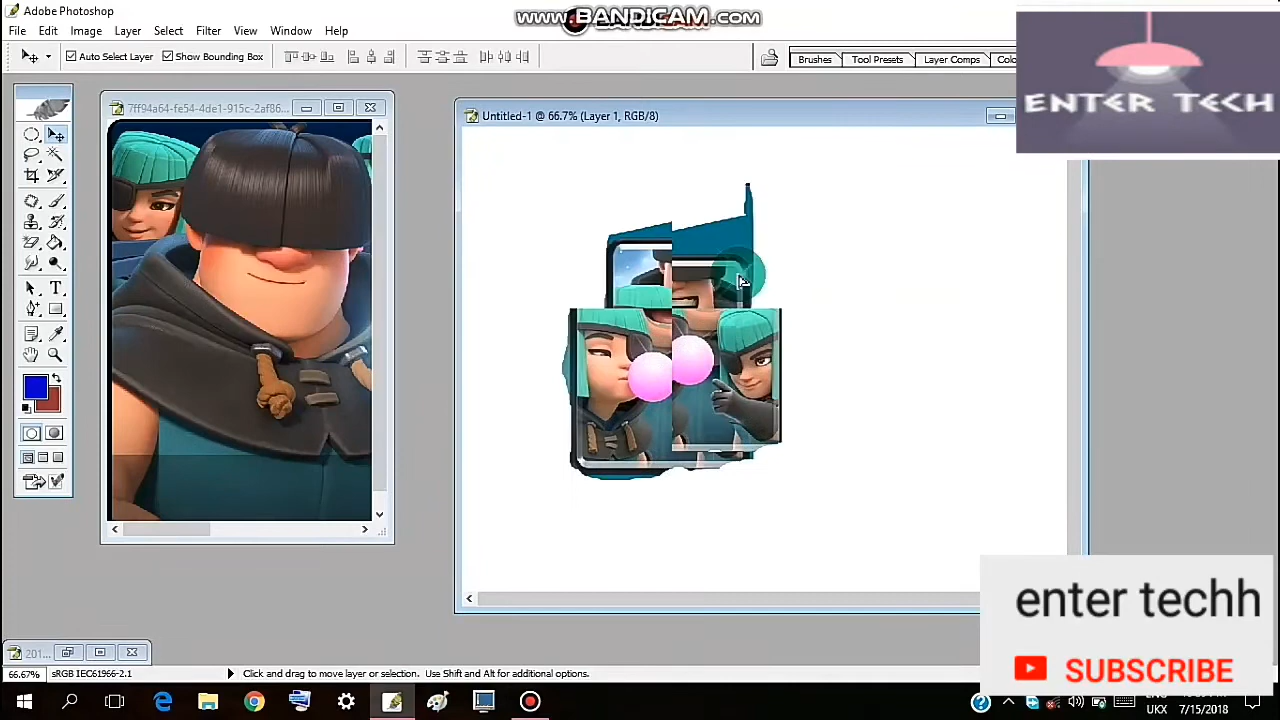 Adobe Photoshop
www.BANDICAM.com
File Edit Image Layer Select Filter View Window Help
Auto Select Layer Show Bounding Box
Brushes Tool Presets Layer Comps
ENTER TECH
7ff94a64-fe54-4de1-915c-2af86...
Untitled-1 @ 66.7% (Layer 1, RGB/8)
enter techh
SUBSCRIBE
201...
66.67% sRGB IEC61966-2.1 Click and drag to move layer or selection. Use Shift and Alt for additional options.
UKX 7/15/2018